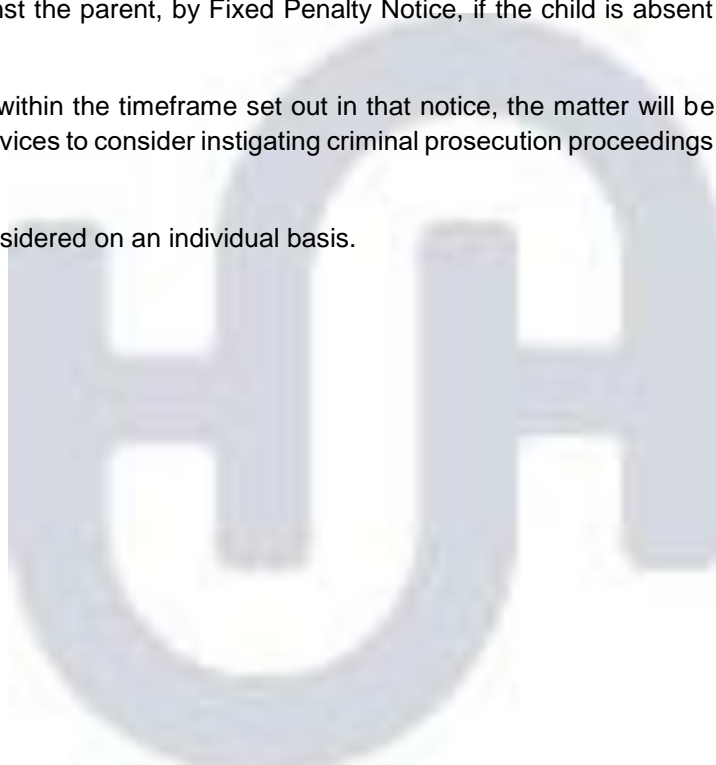 nst the parent, by Fixed Penalty Notice, if the child is absent
within the timeframe set out in that notice, the matter will be
vices to consider instigating criminal prosecution proceedings
sidered on an individual basis.